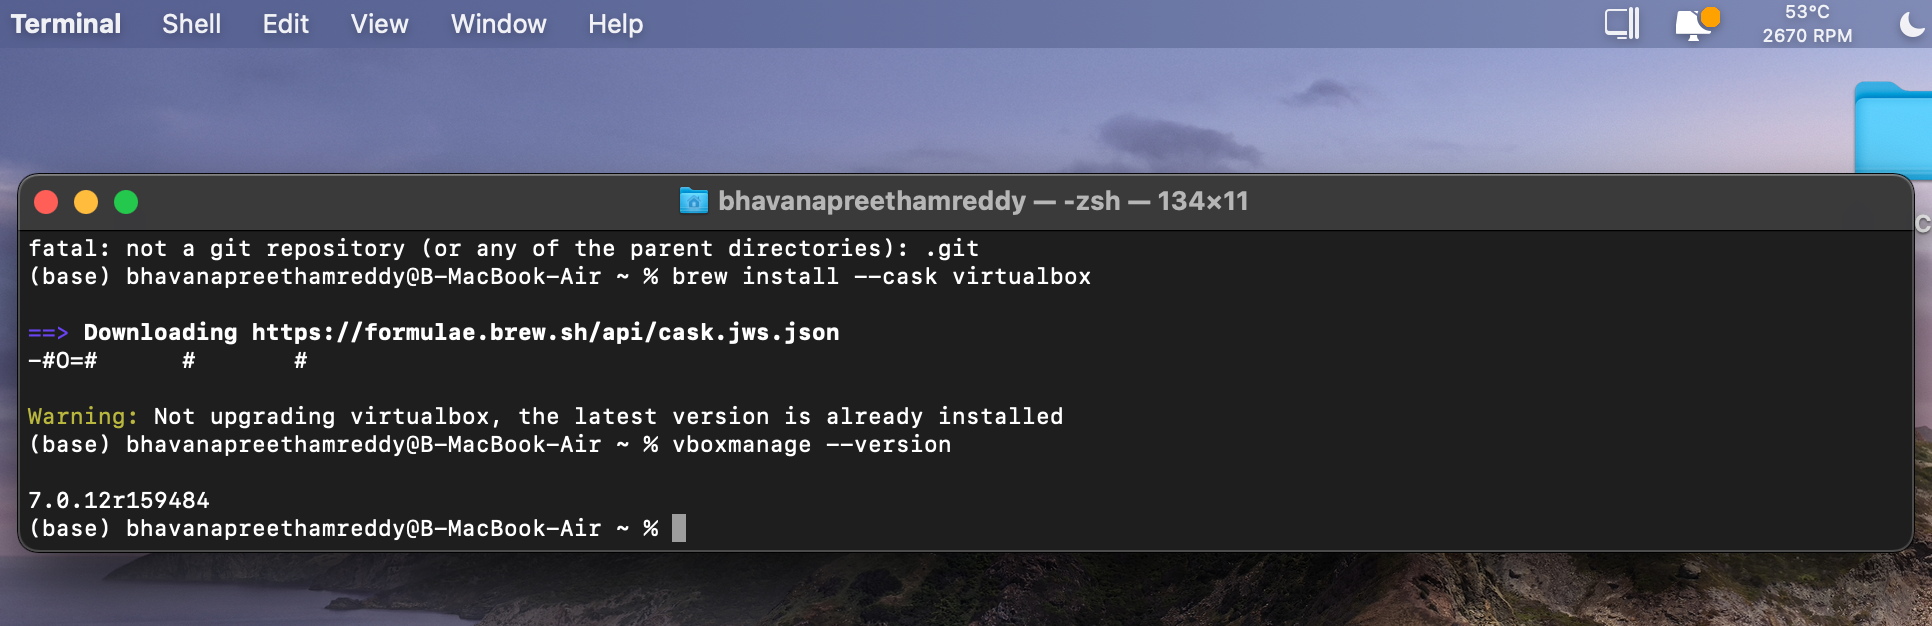 Terminal Shell Edit View Window Help 53°C
2670 RPM
bhavanapreethamreddy — -zsh — 134×11
fatal: not a git repository (or any of the parent directories): .git
(base) bhavanapreethamreddy@B-MacBook-Air ~ % brew install --cask virtualbox
==> Downloading https://formulae.brew.sh/api/cask.jws.json
-#O=#      #       #
Warning: Not upgrading virtualbox, the latest version is already installed
(base) bhavanapreethamreddy@B-MacBook-Air ~ % vboxmanage --version
7.0.12r159484
(base) bhavanapreethamreddy@B-MacBook-Air ~ %